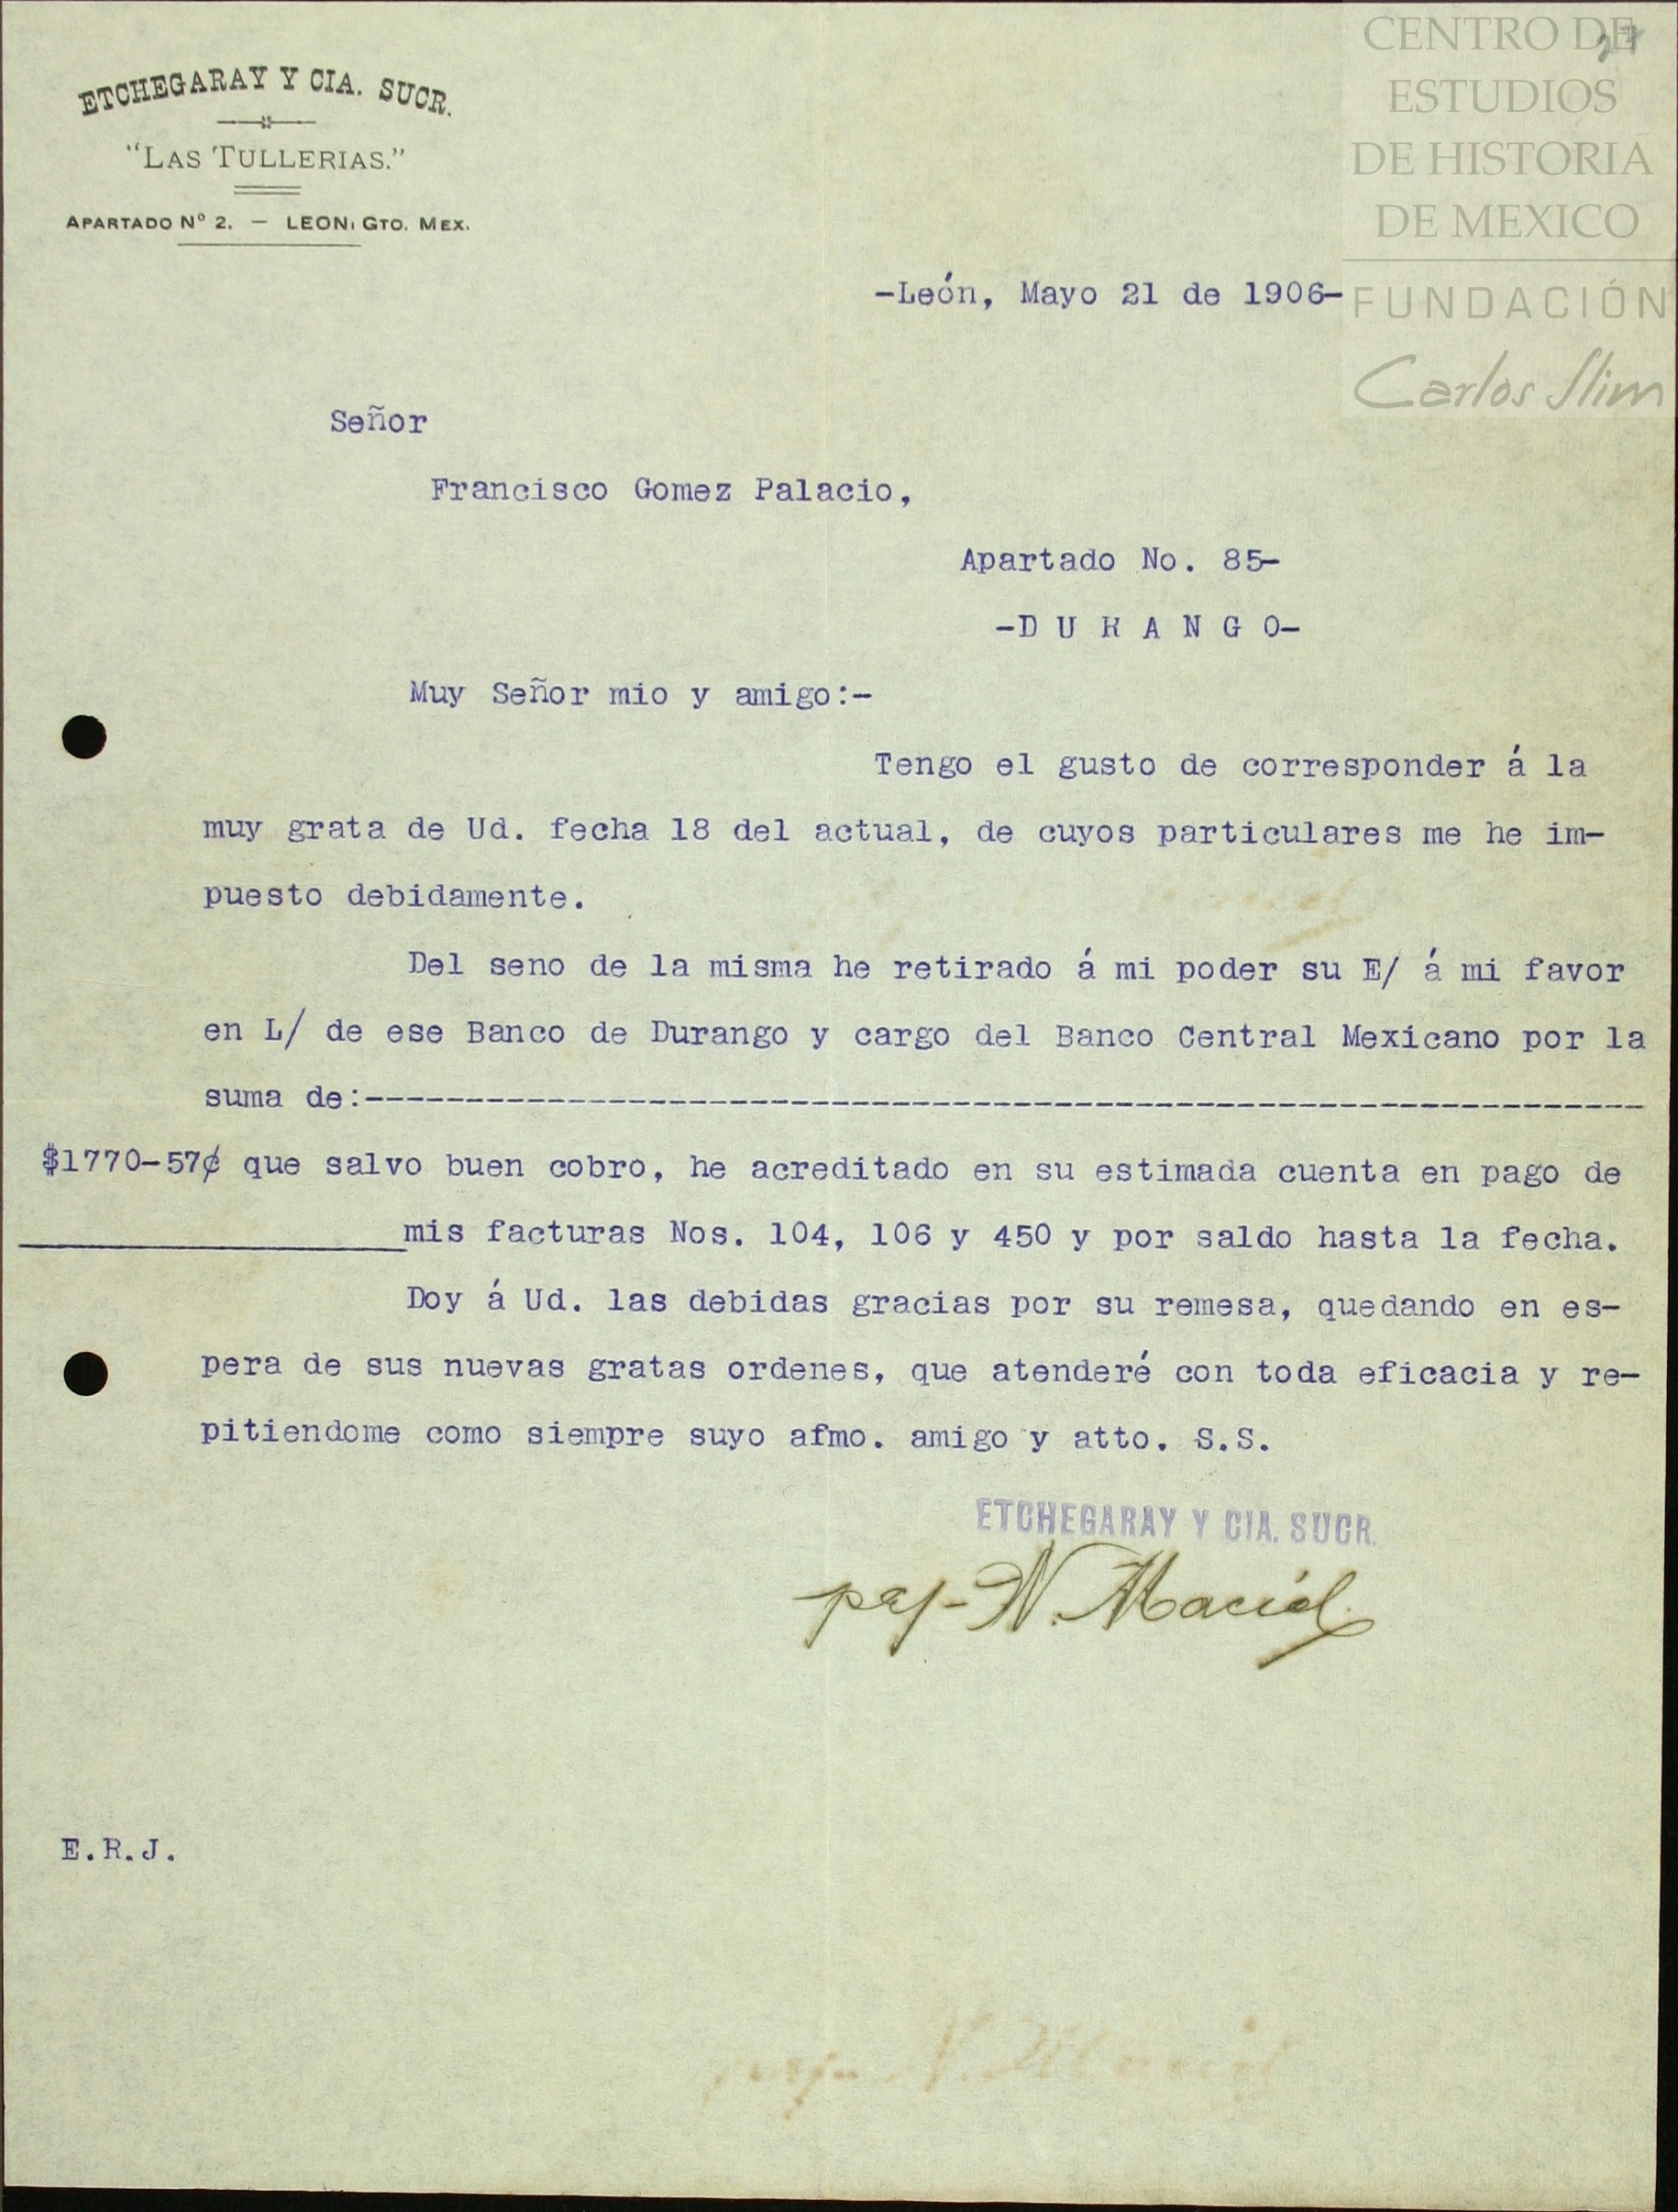 ETCHEGARAY Y CIA. SUCR.
"LAS TULLERIAS."
APARTADO Nº 2. — LEON, GTO. MEX.
CENTRO DE
ESTUDIOS
DE HISTORIA
DE MEXICO
FUNDACIÓN
Carlos Slim
-León, Mayo 21 de 1906-
Señor
Francisco Gomez Palacio,
Apartado No. 85-
-D U R A N G O-
Muy Señor mio y amigo:-
Tengo el gusto de corresponder á la
muy grata de Ud. fecha 18 del actual, de cuyos particulares me he im-
puesto debidamente.
Del seno de la misma he retirado á mi poder su E/ á mi favor
en L/ de ese Banco de Durango y cargo del Banco Central Mexicano por la
suma de:----------------------------------------------------------------
$1770-57¢ que salvo buen cobro, he acreditado en su estimada cuenta en pago de
mis facturas Nos. 104, 106 y 450 y por saldo hasta la fecha.
Doy á Ud. las debidas gracias por su remesa, quedando en es-
pera de sus nuevas gratas ordenes, que atenderé con toda eficacia y re-
pitiendome como siempre suyo afmo. amigo y atto. S.S.
ETCHEGARAY Y CIA. SUCR.
N. Maciel
E.R.J.